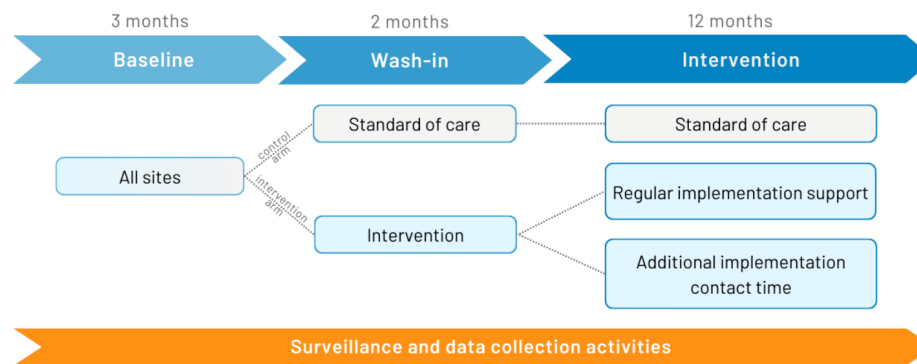 3 months
2 months
12 months
Baseline
Wash-in
Intervention
Standard of care
Standard of care
control
arm
All sites
intervention
arm
Regular implementation support
Intervention
Additional implementation
contact time
Surveillance and data collection activities